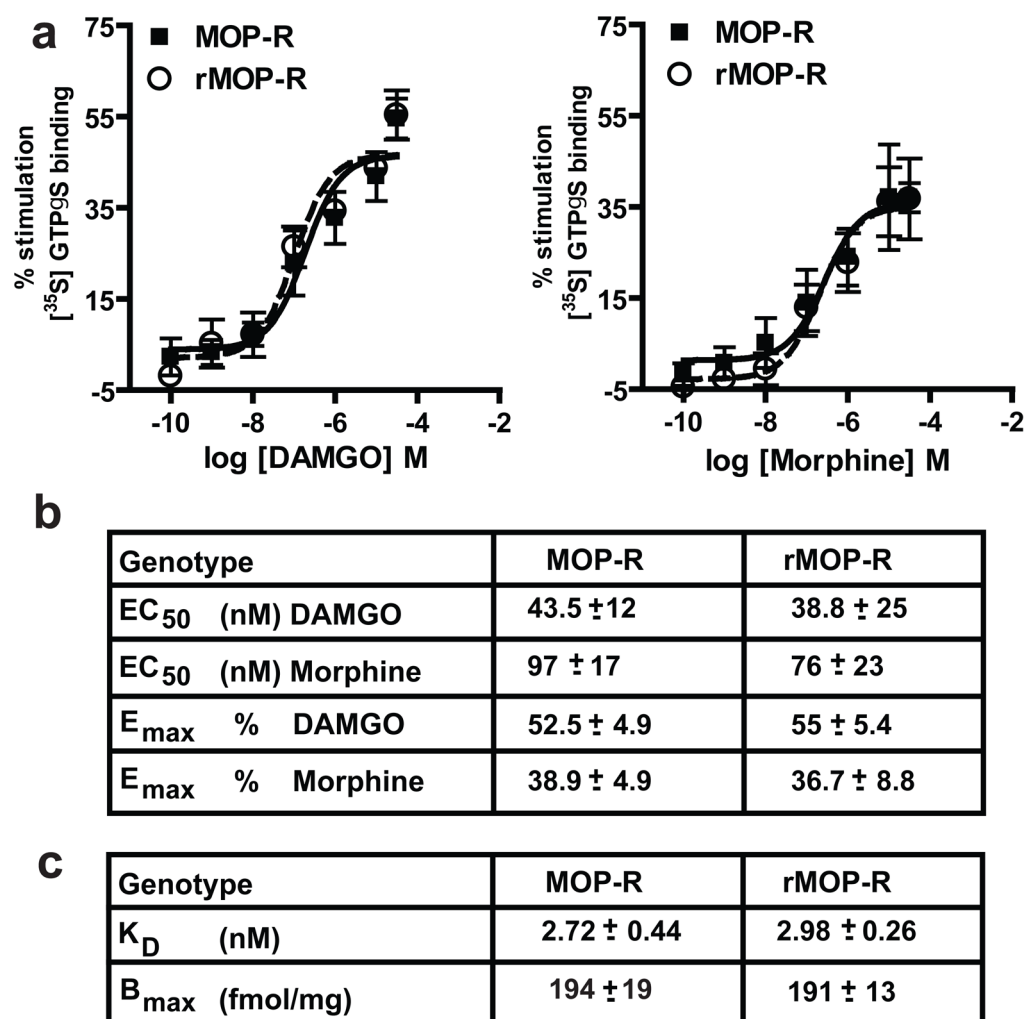 a
75
55
35
15
-5
% stimulation
[35S] GTPgS binding
MOP-R
rMOP-R
-10 -8 -6 -4 -2
log [DAMGO] M
75
55
35
15
-5
% stimulation
[35S] GTPgS binding
MOP-R
rMOP-R
-10 -8 -6 -4 -2
log [Morphine] M
b
Genotype MOP-R rMOP-R
EC50 (nM) DAMGO 43.5 ±12 38.8 ± 25
EC50 (nM) Morphine 97 ± 17 76 ± 23
Emax % DAMGO 52.5 ± 4.9 55 ± 5.4
Emax % Morphine 38.9 ± 4.9 36.7 ± 8.8
c
Genotype MOP-R rMOP-R
KD (nM) 2.72 ± 0.44 2.98 ± 0.26
Bmax (fmol/mg) 194 ±19 191 ± 13